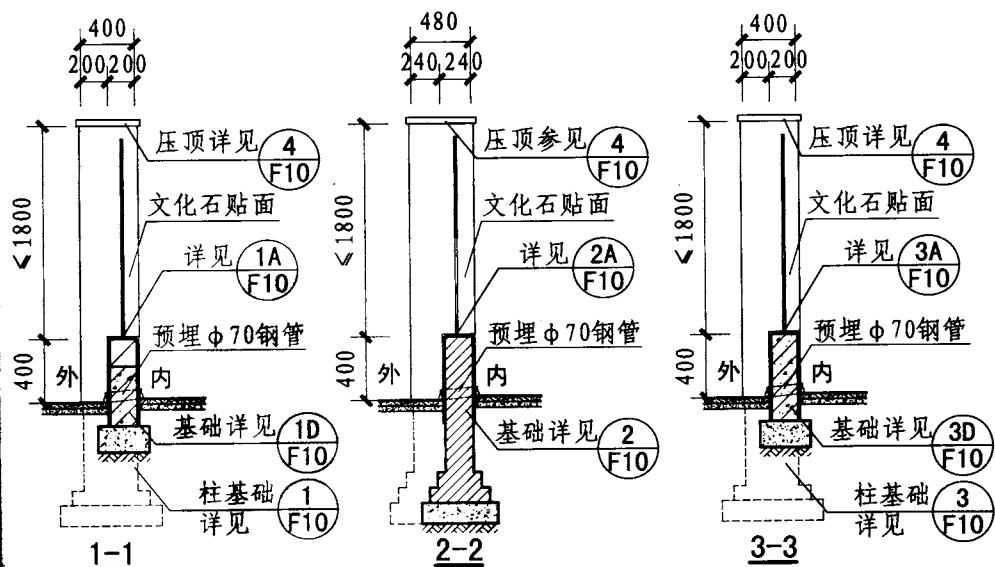 400
200 200
压顶详见 4
F10
≤1800
文化石贴面
详见 1A
F10
预埋φ70钢管
400
外 内
基础详见 1D
F10
柱基础 1
详见 F10
1-1
480
240 240
压顶参见 4
F10
≤1800
文化石贴面
详见 2A
F10
预埋φ70钢管
400
外 内
基础详见 2
F10
2-2
400
200 200
压顶详见 4
F10
≤1800
文化石贴面
详见 3A
F10
预埋φ70钢管
400
外 内
基础详见 3D
F10
柱基础 3
详见 F10
3-3